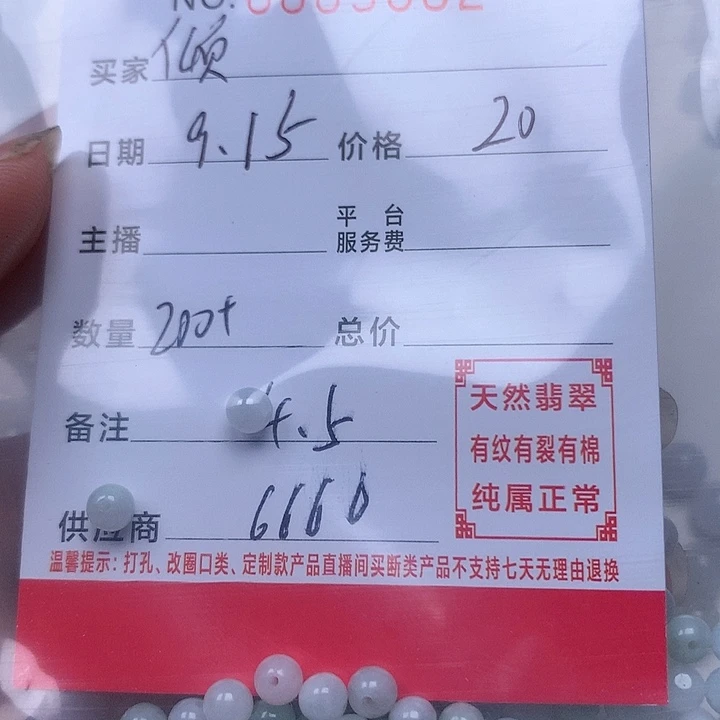 NO.
买家 倾
日期 9.15 价格 20
主播 平台服务费
数量 200+ 总价
备注 4.5
供应商 6660
天然翡翠
有纹有裂有棉
纯属正常
温馨提示：打孔、改圈口类、定制款产品直播间买断类产品不支持七天无理由退换